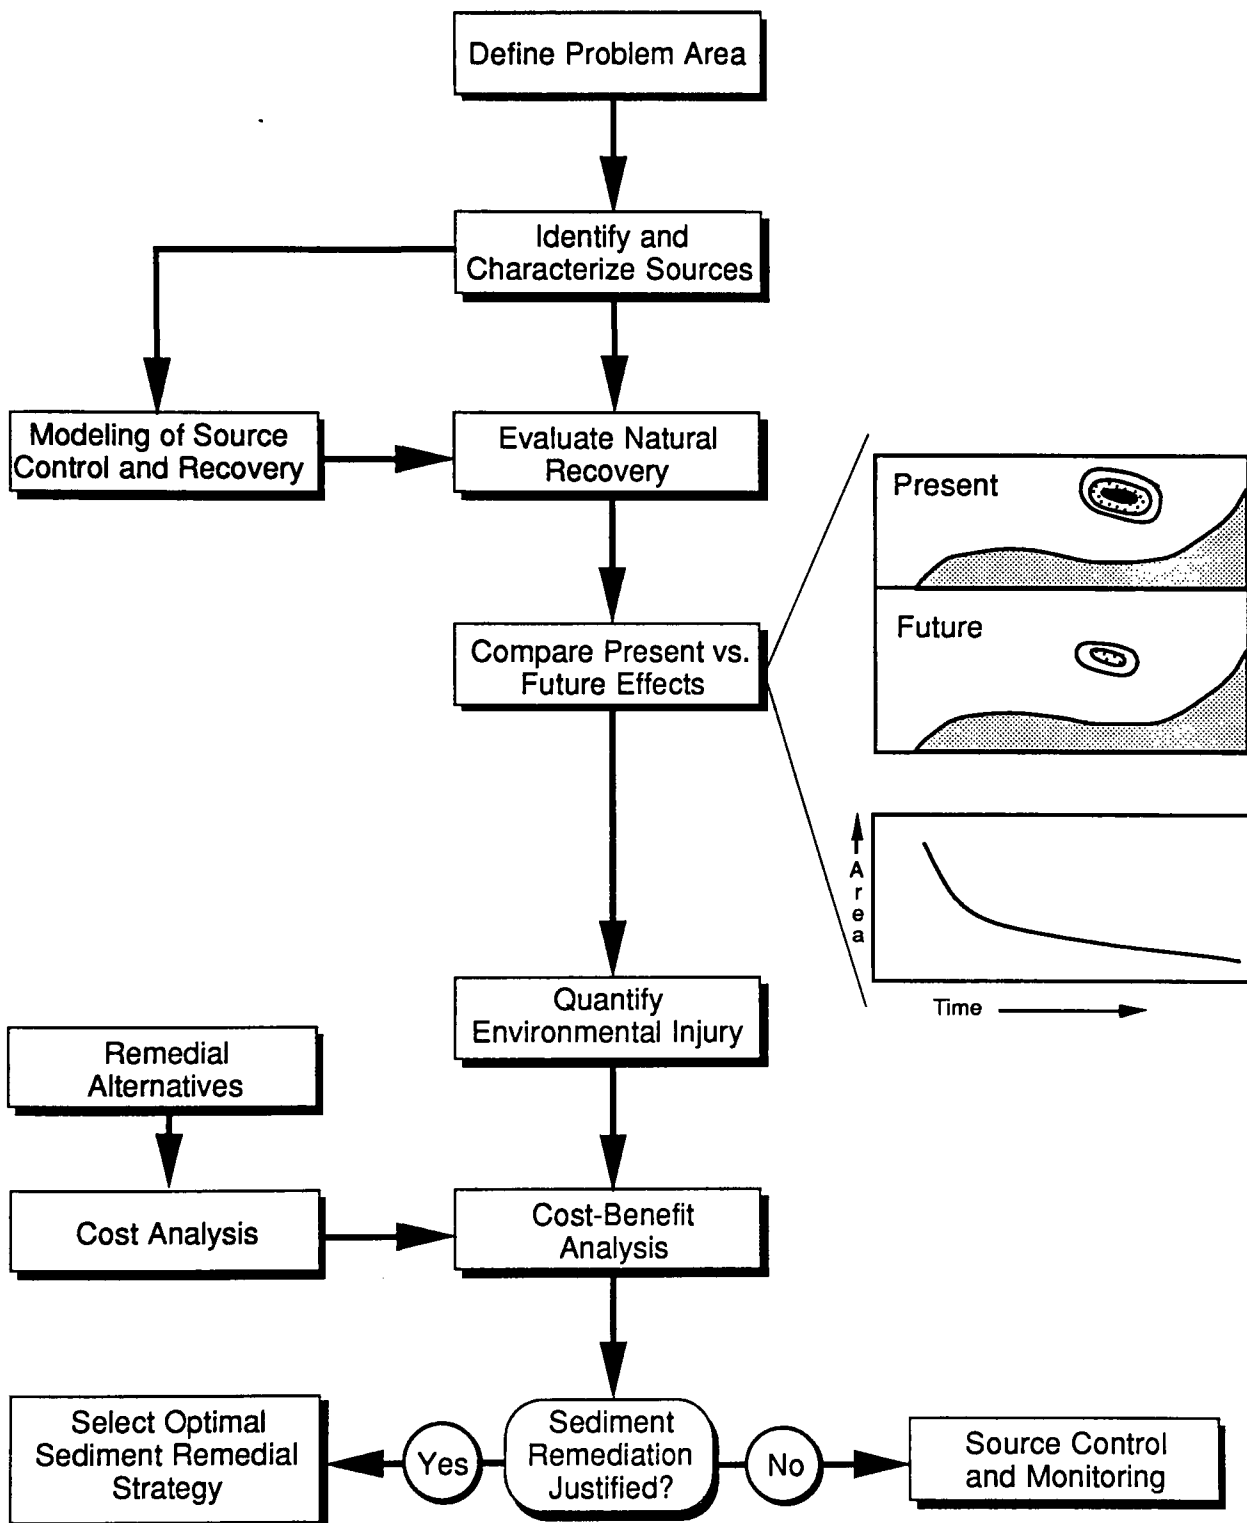 Define Problem Area
Identify and
Characterize Sources
Modeling of Source
Control and Recovery
Evaluate Natural
Recovery
Present
Future
Compare Present vs.
Future Effects
Area
Time
Quantify
Environmental Injury
Remedial
Alternatives
Cost Analysis
Cost-Benefit
Analysis
Select Optimal
Sediment Remedial
Strategy
Yes
Sediment
Remediation
Justified?
No
Source Control
and Monitoring